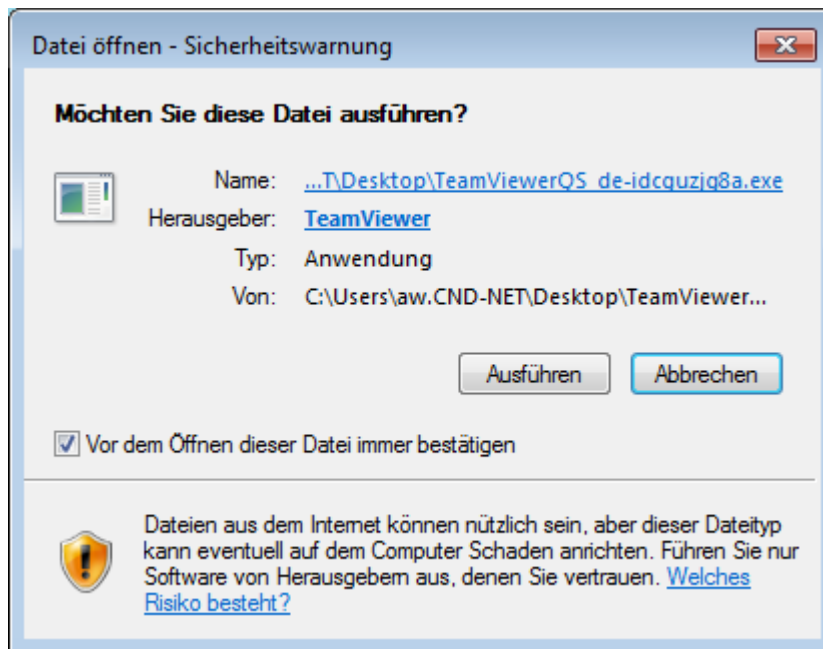 Datei öffnen - Sicherheitswarnung
Möchten Sie diese Datei ausführen?
Name: ...T\Desktop\TeamViewerQS_de-idcquzjq8a.exe
Herausgeber: TeamViewer
Typ: Anwendung
Von: C:\Users\aw.CND-NET\Desktop\TeamViewer...
Ausführen Abbrechen
Vor dem Öffnen dieser Datei immer bestätigen
Dateien aus dem Internet können nützlich sein, aber dieser Dateityp
kann eventuell auf dem Computer Schaden anrichten. Führen Sie nur
Software von Herausgebern aus, denen Sie vertrauen. Welches
Risiko besteht?